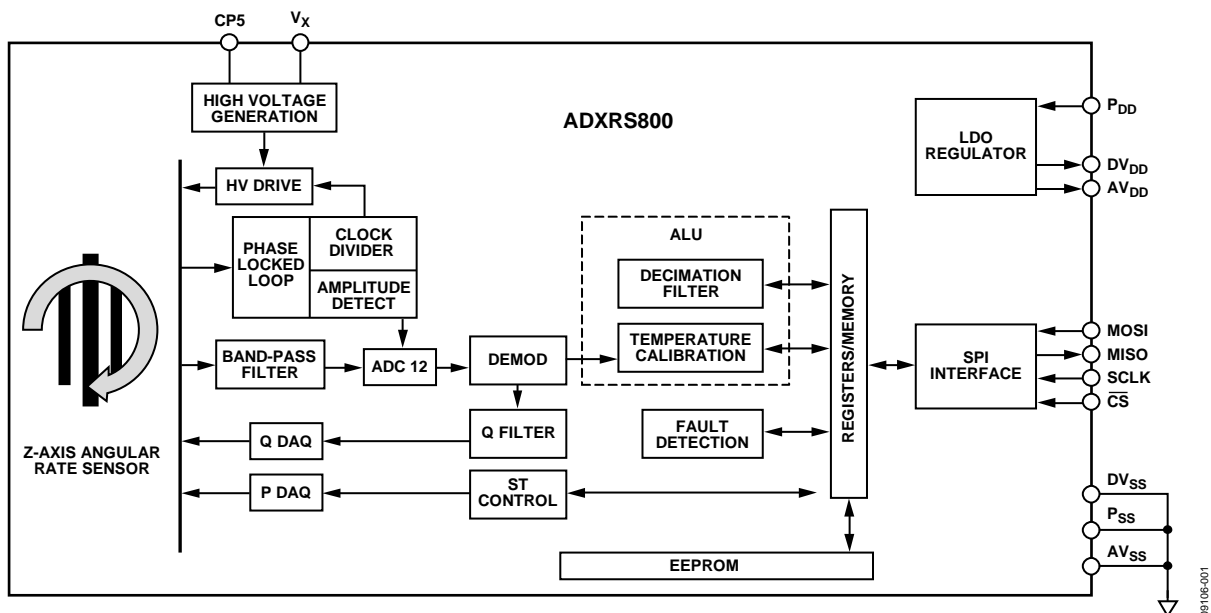 CP5
VX
HIGH VOLTAGE
GENERATION
ADXRS800
LDO
REGULATOR
PDD
DVDD
AVDD
HV DRIVE
PHASE
LOCKED
LOOP
CLOCK
DIVIDER
AMPLITUDE
DETECT
ALU
DECIMATION
FILTER
TEMPERATURE
CALIBRATION
REGISTERS/MEMORY
SPI
INTERFACE
MOSI
MISO
SCLK
C̅S̅
BAND-PASS
FILTER
ADC 12
DEMOD
Z-AXIS ANGULAR
RATE SENSOR
Q DAQ
Q FILTER
FAULT
DETECTION
P DAQ
ST
CONTROL
EEPROM
DVSS
PSS
AVSS
09106-001